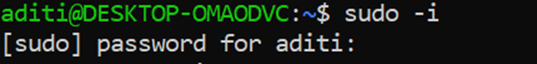 aditi@DESKTOP-OMAODVC:~$ sudo -i
[sudo] password for aditi: